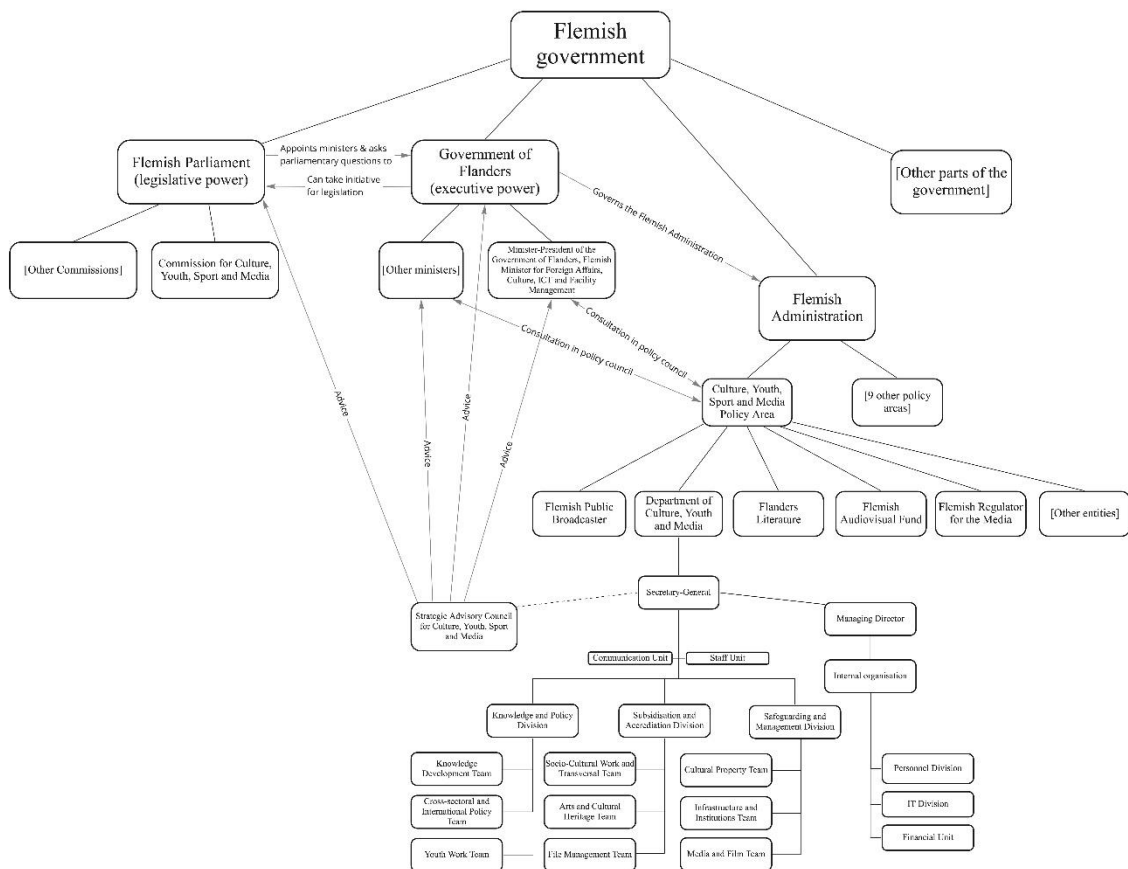 Flemish
government
Flemish Parliament
(legislative power)
Appoints ministers & asks
parliamentary questions to
Can take initiative
for legislation
Government of
Flanders
(executive power)
[Other parts of the
government]
Governs the Flemish Administration
[Other Commissions]
Commission for Culture,
Youth, Sport and Media
[Other ministers]
Minister-President of the
Government of Flanders, Flemish
Minister for Foreign Affairs,
Culture, ICT and Facility
Management
Flemish
Administration
Consultation in policy council
Consultation in policy council
Culture, Youth,
Sport and Media
Policy Area
[9 other policy
areas]
Advice
Advice
Advice
Advice
Flemish Public
Broadcaster
Department of
Culture, Youth
and Media
Flanders
Literature
Flemish
Audiovisual Fund
Flemish Regulator
for the Media
[Other entities]
Secretary-General
Strategic Advisory Council
for Culture, Youth, Sport
and Media
Managing Director
Communication Unit
Staff Unit
Internal organisation
Knowledge and Policy
Division
Subsidisation and
Accrediation Division
Safeguarding and
Management Division
Knowledge
Development Team
Socio-Cultural Work and
Transversal Team
Cultural Property Team
Personnel Division
Cross-sectoral and
International Policy
Team
Arts and Cultural
Heritage Team
Infrastructure and
Institutions Team
IT Division
Financial Unit
Youth Work Team
File Management Team
Media and Film Team